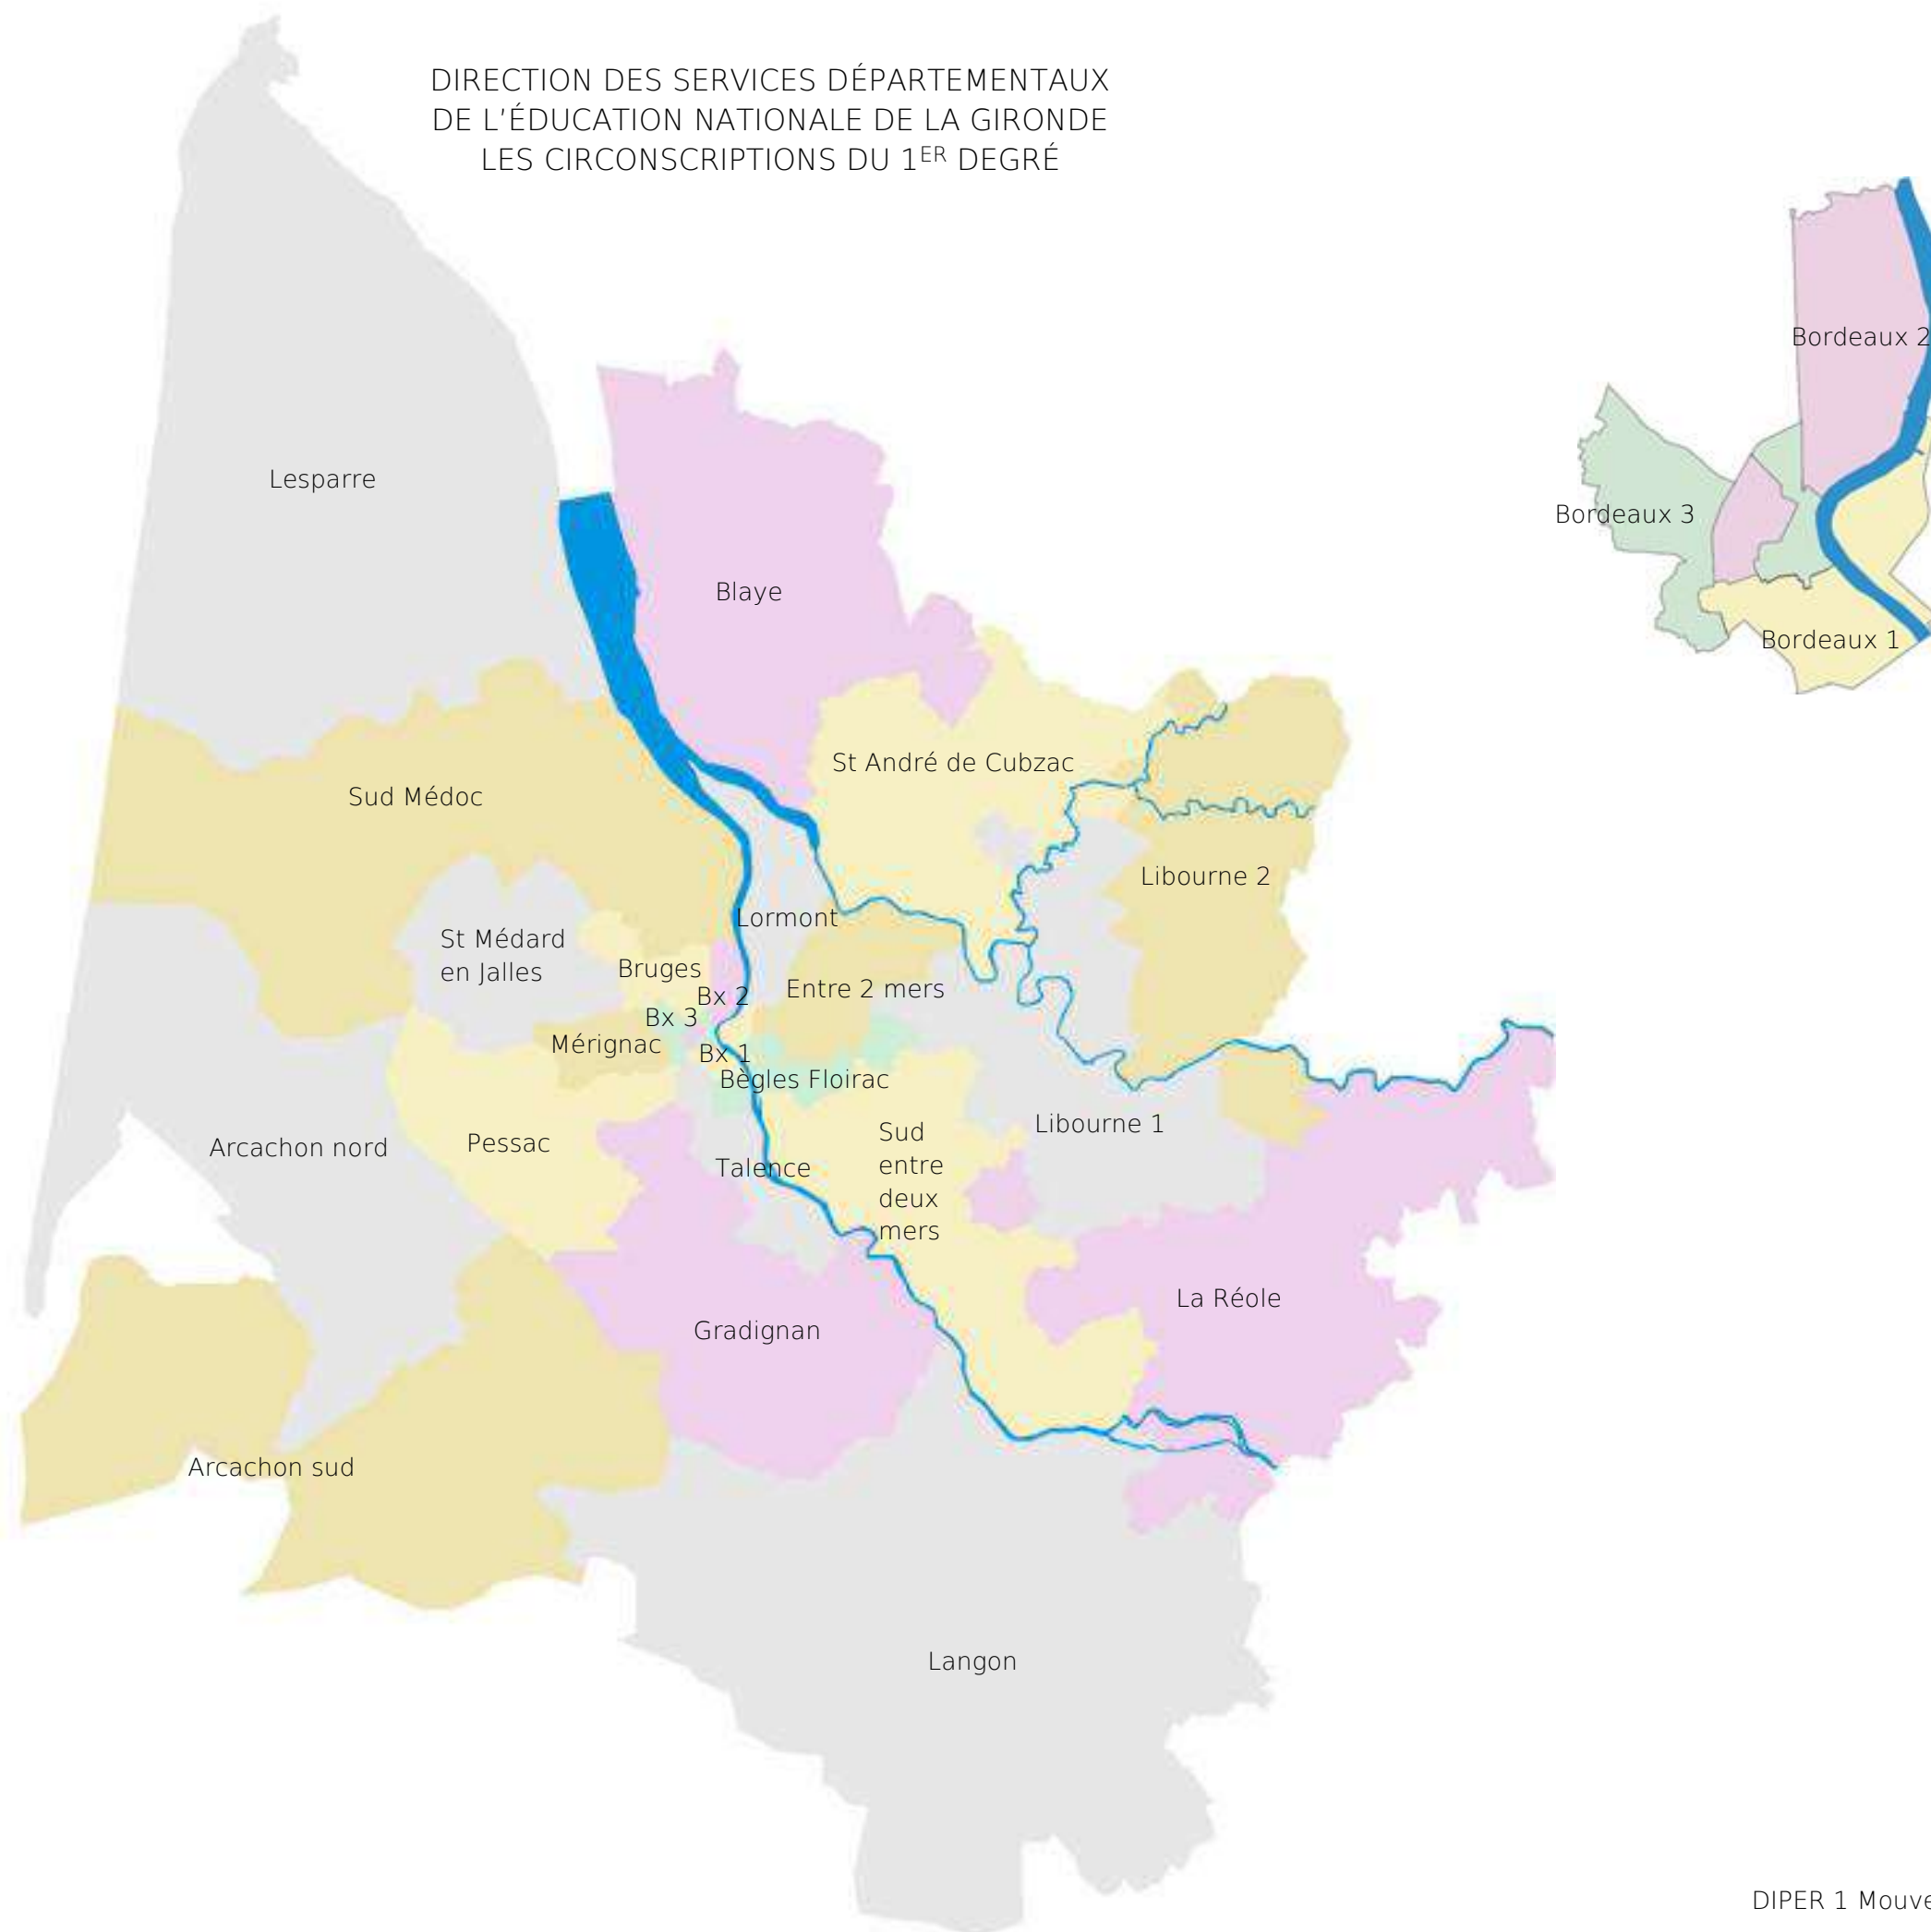 DIRECTION DES SERVICES DÉPARTEMENTAUX
DE L'ÉDUCATION NATIONALE DE LA GIRONDE
LES CIRCONSCRIPTIONS DU 1ER DEGRÉ
Bordeaux 2
Lesparre
Bordeaux 3
Blaye
Bordeaux 1
St André de Cubzac
Sud Médoc
Libourne 2
Lormont
St Médard
en Jalles
Bruges
Entre 2 mers
Bx 2
Bx 3
Mérignac
Bx 1
Bègles Floirac
Libourne 1
Sud
entre
deux
mers
Arcachon nord
Pessac
Talence
La Réole
Gradignan
Arcachon sud
Langon
DIPER 1 Mouve